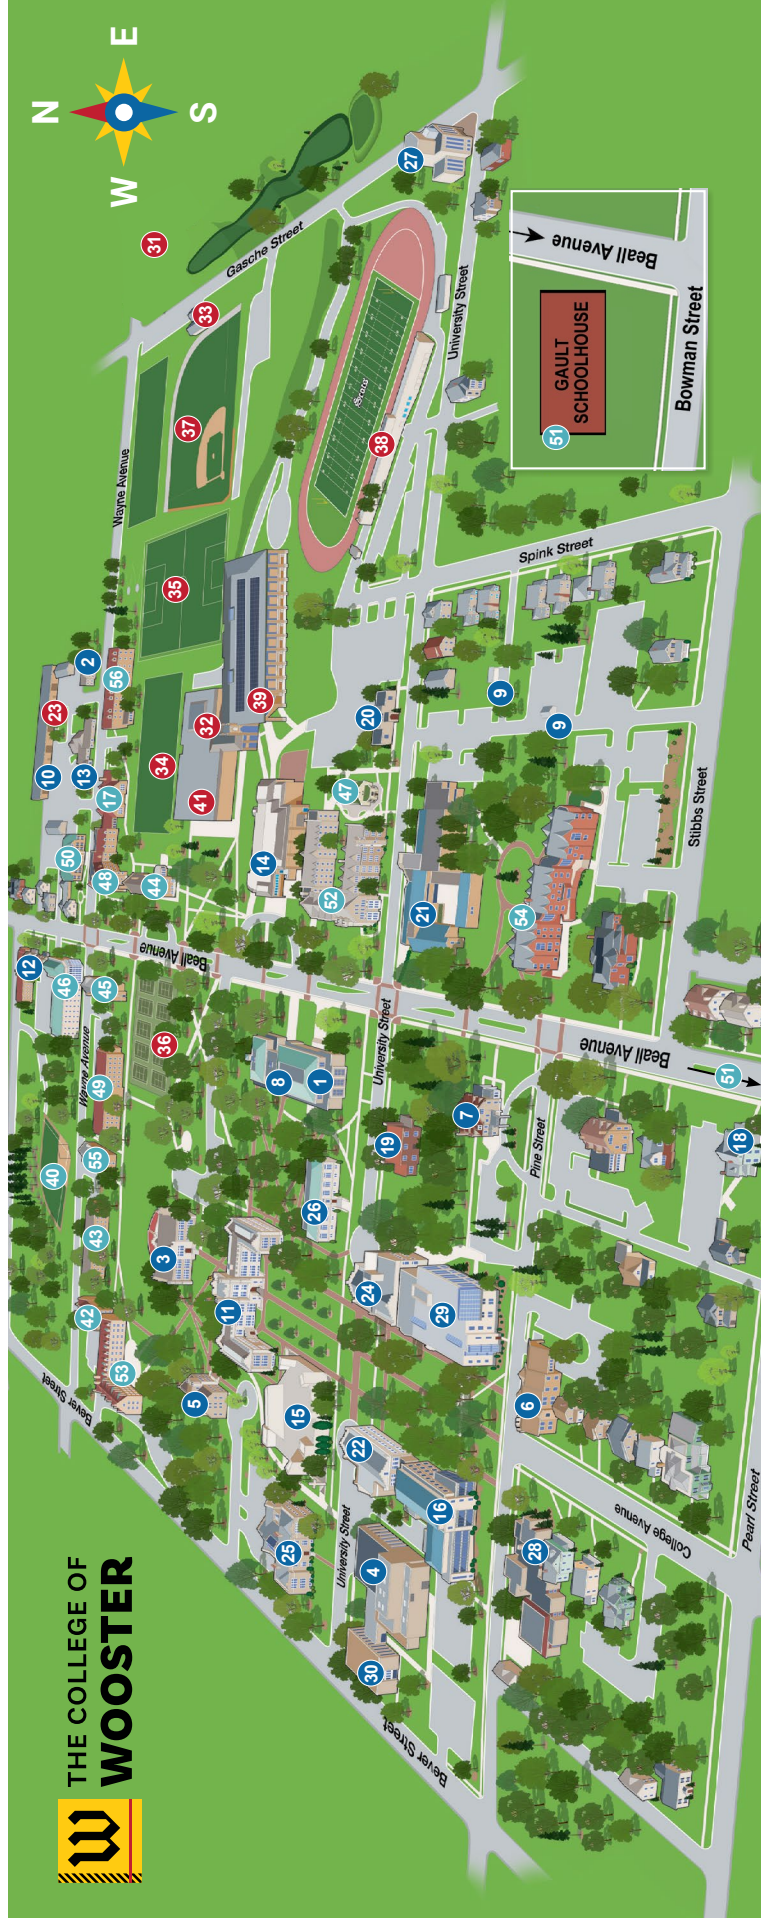 W
THE COLLEGE OF
WOOSTER
N
W
E
S
12
10
23
40
46
50
13
2
42
43
55
49
45
48
17
56
53
Wayne Avenue
Wayne Avenue
Bever Street
3
36
44
34
35
31
Beall Avenue
5
11
41
32
37
33
Gasche Street
25
15
8
14
39
26
1
52
47
University Street
22
24
19
University Street
20
38
Scots
27
30
4
16
29
7
21
University Street
Bever Street
28
6
Pine Street
54
9
9
Spink Street
51
GAULT
SCHOOLHOUSE
Beall Avenue
Bowman Street
College Avenue
Beall Avenue
Stibbs Street
Pearl Street
18
51